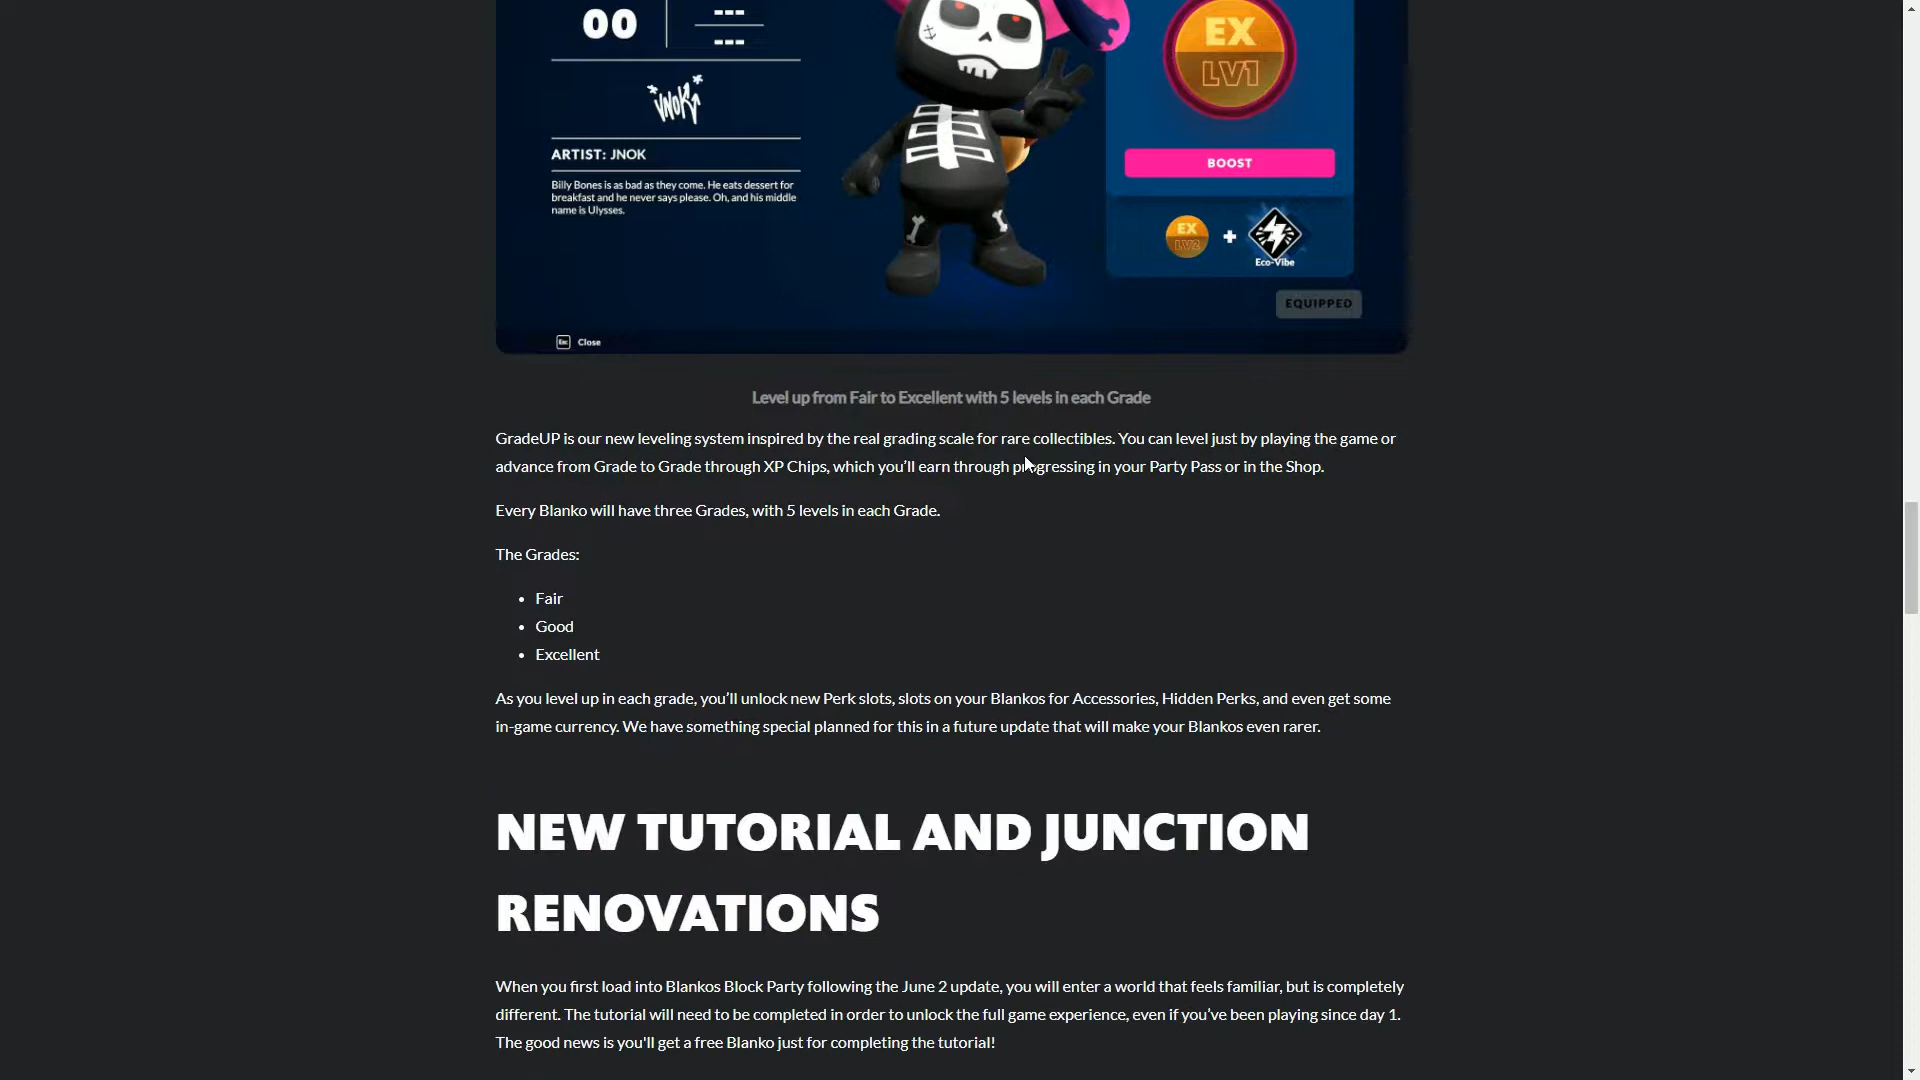 00
---
---
EX
LV1
JNOK
ARTIST: JNOK
BOOST
Billy Bones is as bad as they come. He eats dessert for
breakfast and he never says please. Oh, and his middle
name is Ulysses.
EX
LV2
+
Eco-Vibe
EQUIPPED
Esc Close
Level up from Fair to Excellent with 5 levels in each Grade
GradeUP is our new leveling system inspired by the real grading scale for rare collectibles. You can level just by playing the game or
advance from Grade to Grade through XP Chips, which you’ll earn through progressing in your Party Pass or in the Shop.
Every Blanko will have three Grades, with 5 levels in each Grade.
The Grades:
• Fair
• Good
• Excellent
As you level up in each grade, you’ll unlock new Perk slots, slots on your Blankos for Accessories, Hidden Perks, and even get some
in-game currency. We have something special planned for this in a future update that will make your Blankos even rarer.
NEW TUTORIAL AND JUNCTION
RENOVATIONS
When you first load into Blankos Block Party following the June 2 update, you will enter a world that feels familiar, but is completely
different. The tutorial will need to be completed in order to unlock the full game experience, even if you've been playing since day 1.
The good news is you'll get a free Blanko just for completing the tutorial!